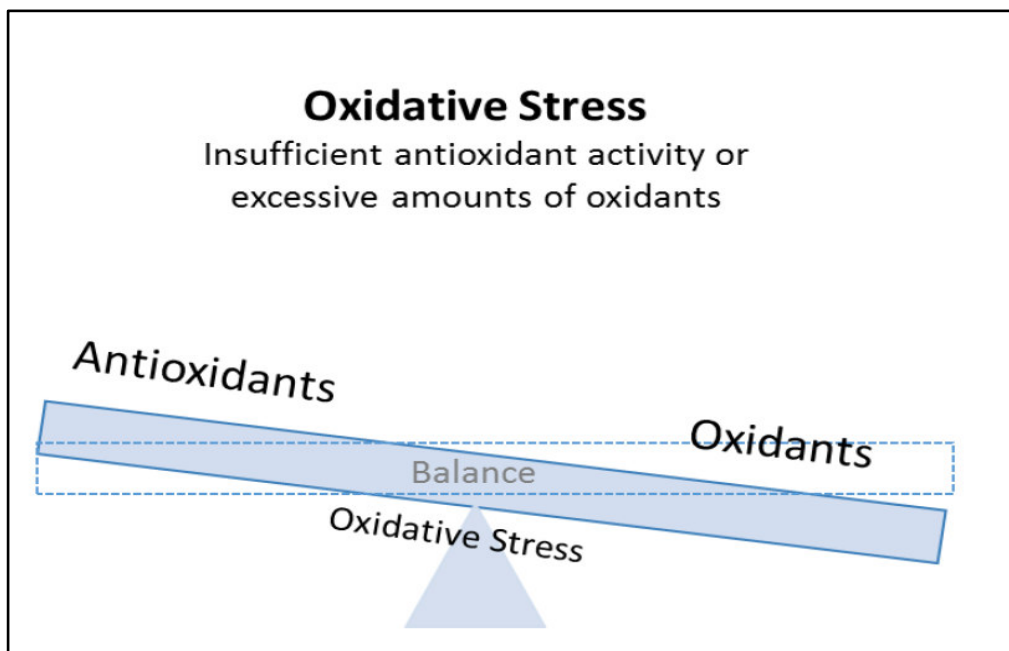 Oxidative Stress
Insufficient antioxidant activity or
excessive amounts of oxidants
Antioxidants
Oxidants
Balance
Oxidative Stress